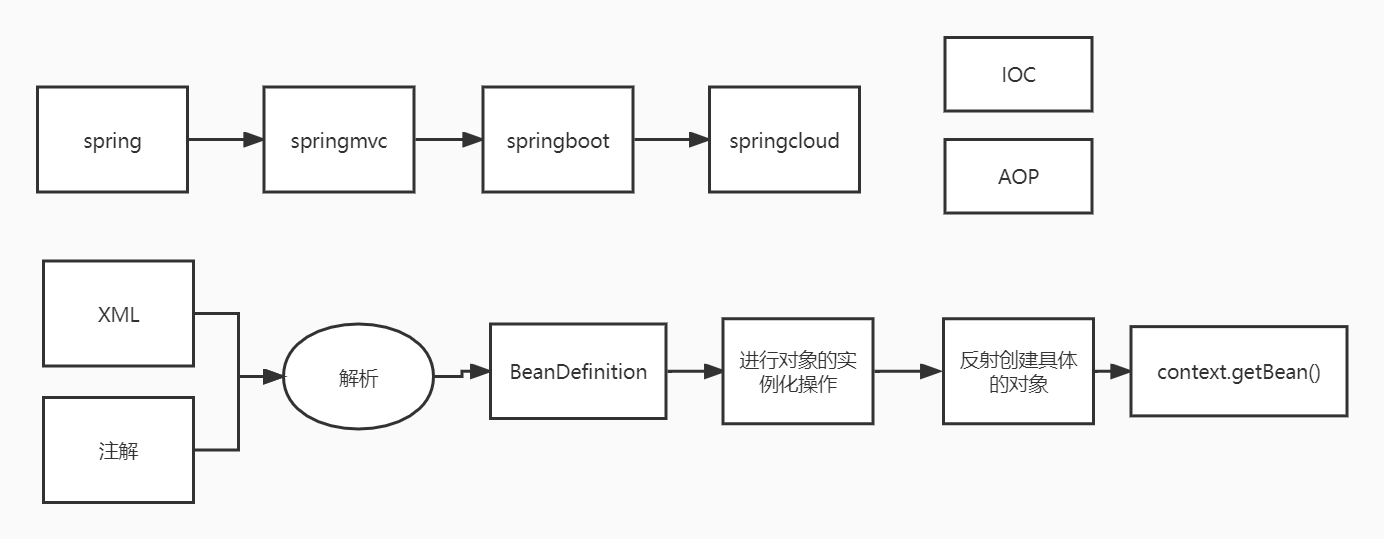 spring
springmvc
springboot
springcloud
IOC
AOP
XML
注解
解析
BeanDefinition
进行对象的实
例化操作
反射创建具体
的对象
context.getBean()